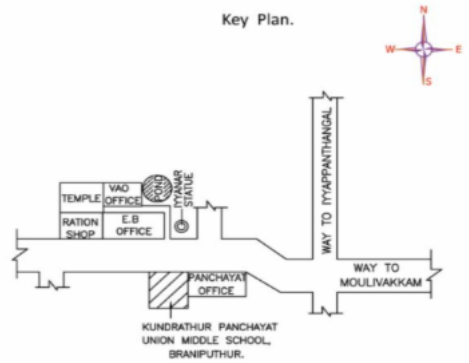 Key Plan.
N
W
E
S
WAY TO IYYAPPANTHANGAL
TEMPLE
VAO
OFFICE
POND
IYYANAR
STATUE
RATION
SHOP
E.B
OFFICE
WAY TO
MOULIVAKKAM
PANCHAYAT
OFFICE
KUNDRATHUR PANCHAYAT
UNION MIDDLE SCHOOL,
BRANIPUTHUR.